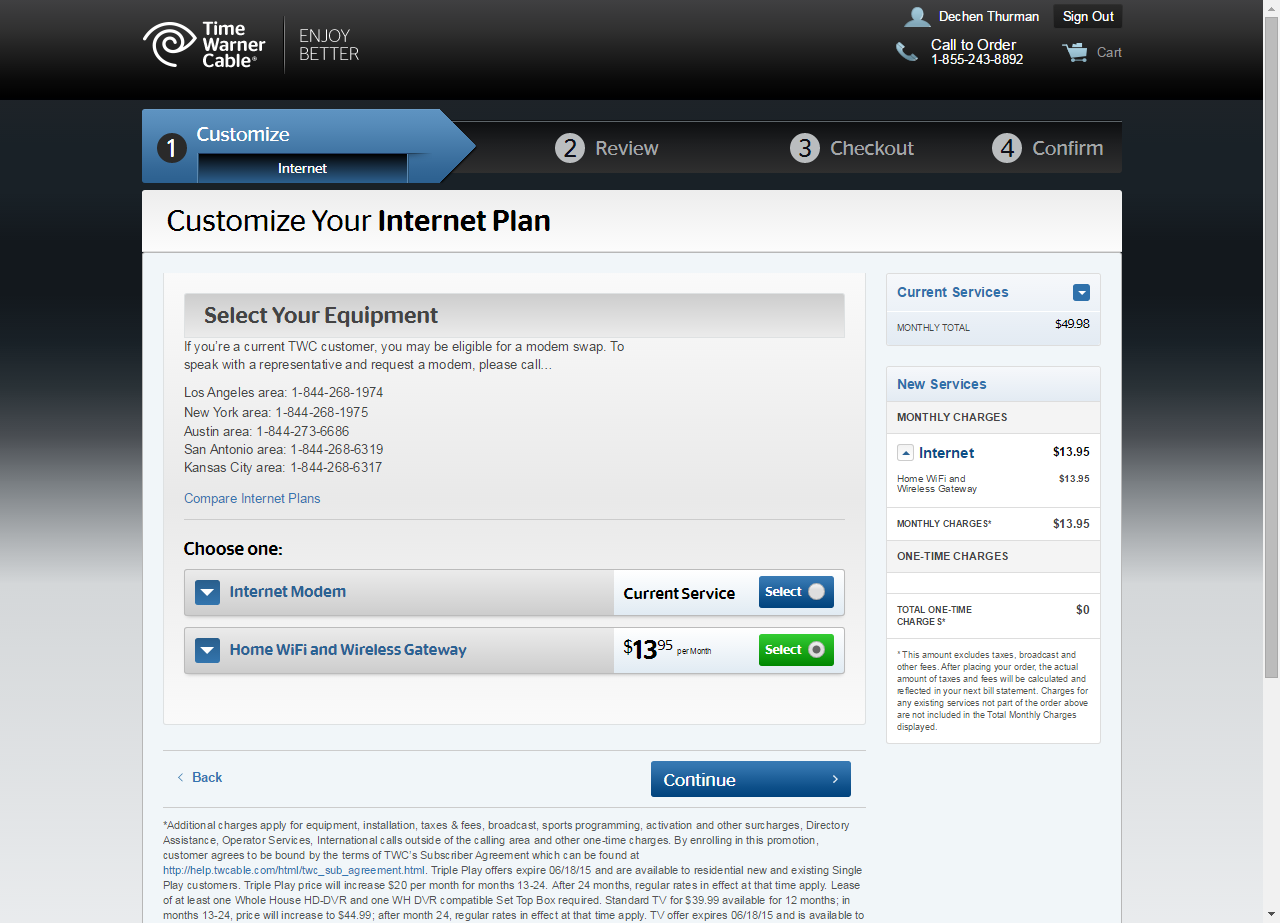 Time
Warner
Cable®
ENJOY
BETTER
Dechen Thurman
Sign Out
Call to Order
1-855-243-8892
Cart
1
Customize
Internet
2 Review
3 Checkout
4 Confirm
Customize Your Internet Plan
Select Your Equipment
If you're a current TWC customer, you may be eligible for a modem swap. To
speak with a representative and request a modem, please call...
Los Angeles area: 1-844-268-1974
New York area: 1-844-268-1975
Austin area: 1-844-273-6686
San Antonio area: 1-844-268-6319
Kansas City area: 1-844-268-6317
Compare Internet Plans
Choose one:
Internet Modem
Current Service
Select
Home WiFi and Wireless Gateway
$13 95 per Month
Select
Current Services
MONTHLY TOTAL
$49.98
New Services
MONTHLY CHARGES
Internet
$13.95
Home WiFi and
Wireless Gateway
$13.95
MONTHLY CHARGES*
$13.95
ONE-TIME CHARGES
TOTAL ONE-TIME
CHARGES*
$0
* This amount excludes taxes, broadcast and
other fees. After placing your order, the actual
amount of taxes and fees will be calculated and
reflected in your next bill statement. Charges for
any existing services not part of the order above
are not included in the Total Monthly Charges
displayed.
Back
Continue
*Additional charges apply for equipment, installation, taxes & fees, broadcast, sports programming, activation and other surcharges, Directory
Assistance, Operator Services, International calls outside of the calling area and other one-time charges. By enrolling in this promotion,
customer agrees to be bound by the terms of TWC's Subscriber Agreement which can be found at
http://help.twcable.com/html/twc_sub_agreement.html. Triple Play offers expire 06/18/15 and are available to residential new and existing Single
Play customers. Triple Play price will increase $20 per month for months 13-24. After 24 months, regular rates in effect at that time apply. Lease
of at least one Whole House HD-DVR and one WH DVR compatible Set Top Box required. Standard TV for $39.99 available for 12 months; in
months 13-24, price will increase to $44.99; after month 24, regular rates in effect at that time apply. TV offer expires 06/18/15 and is available to